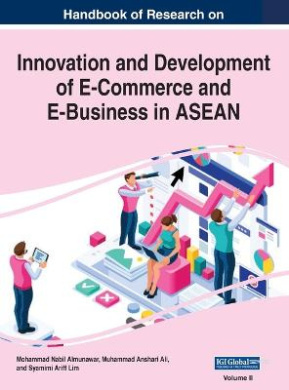 Handbook of Research on
Innovation and Development
of E-Commerce and
E-Business in ASEAN
Mohammad Nabil Almunawar, Muhammad Anshari Ali,
and Syamimi Ariff Lim
IGI Global
Volume II